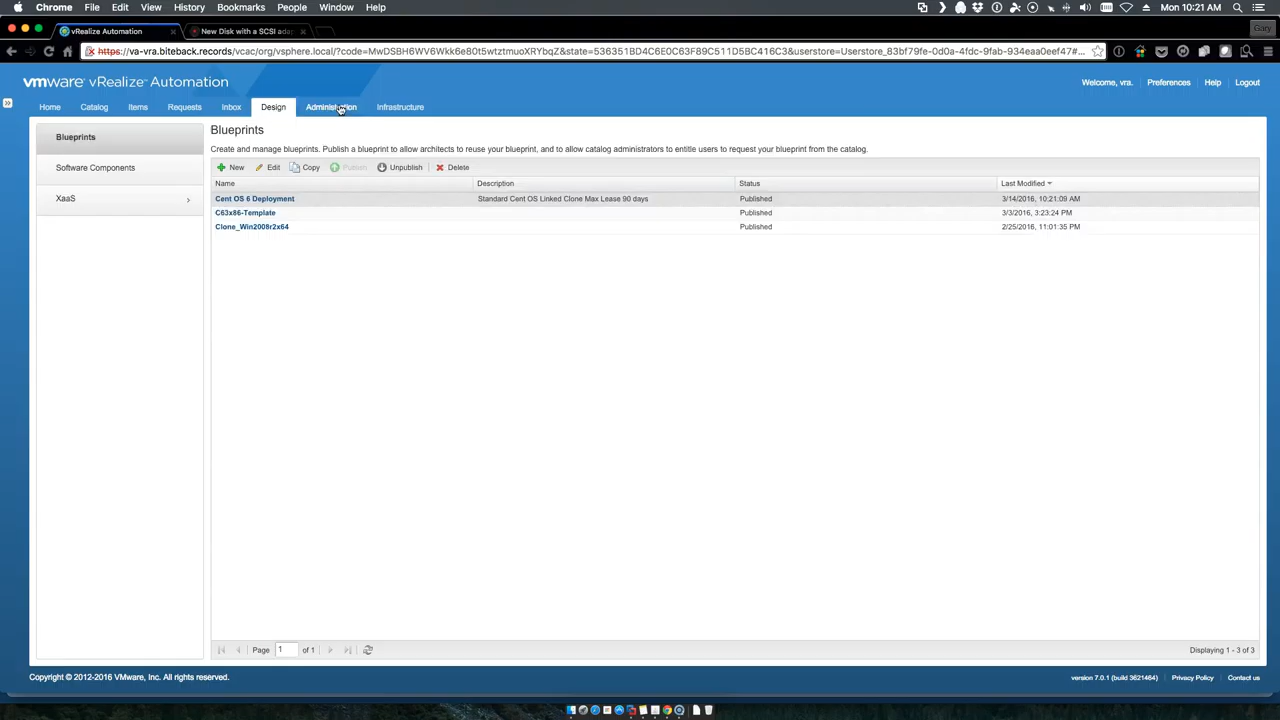 Chrome File Edit View History Bookmarks People Window Help Mon 10:21 AM
vRealize Automation New Disk with a SCSI ada Gary
https://va-vra.biteback.records/vcac/org/vsphere.local/?code=MwDSBH6WV6Wkk6e80t5wtztmuoXRYbqZ&state=536351BD4C6E0C63F89C511D5BC416C3&userstore=Userstore_83bf79fe-0d0a-4fdc-9fab-934eaa0eef47#...
vmware vRealize Automation Welcome, vra. Preferences Help Logout
Home Catalog Items Requests Inbox Design Administration Infrastructure
Blueprints
Software Components
XaaS
Blueprints
Create and manage blueprints. Publish a blueprint to allow architects to reuse your blueprint, and to allow catalog administrators to entitle users to request your blueprint from the catalog.
New Edit Copy Publish Unpublish Delete
Name Description Status Last Modified
Cent OS 6 Deployment Standard Cent OS Linked Clone Max Lease 90 days Published 3/14/2016, 10:21:09 AM
C63x86-Template Published 3/3/2016, 3:23:24 PM
Clone_Win2008r2x64 Published 2/25/2016, 11:01:35 PM
Page 1 of 1 Displaying 1 - 3 of 3
Copyright © 2012-2016 VMware, Inc. All rights reserved. version 7.0.1 (build 3621464) Privacy Policy Contact us